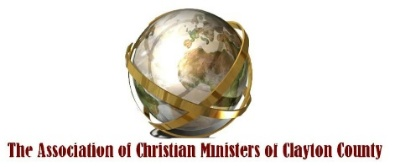 The Association of Christian Ministers of Clayton County